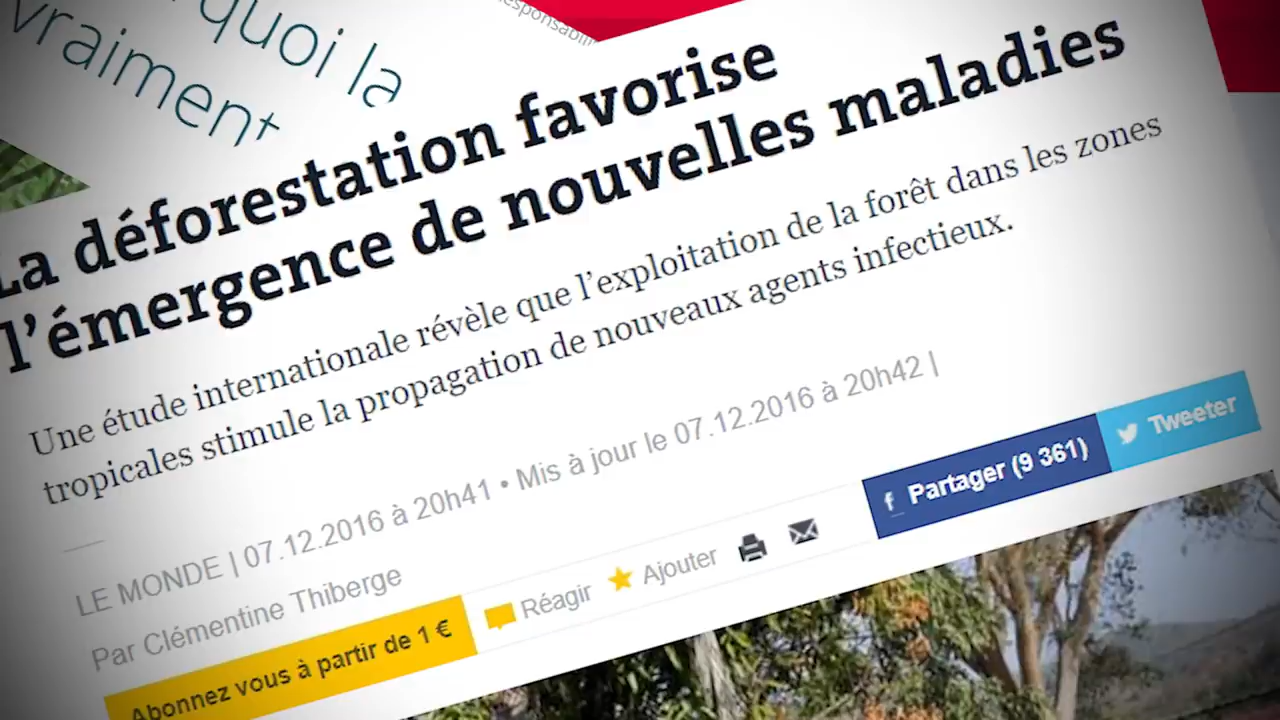 quoi la
vraiment
La déforestation favorise
l'émergence de nouvelles maladies
Une étude internationale révèle que l'exploitation de la forêt dans les zones
tropicales stimule la propagation de nouveaux agents infectieux.
LE MONDE | 07.12.2016 à 20h41 • Mis à jour le 07.12.2016 à 20h42 |
Par Clémentine Thiberge
Abonnez vous à partir de 1 €
Réagir
Ajouter
Partager (9 361)
Tweeter